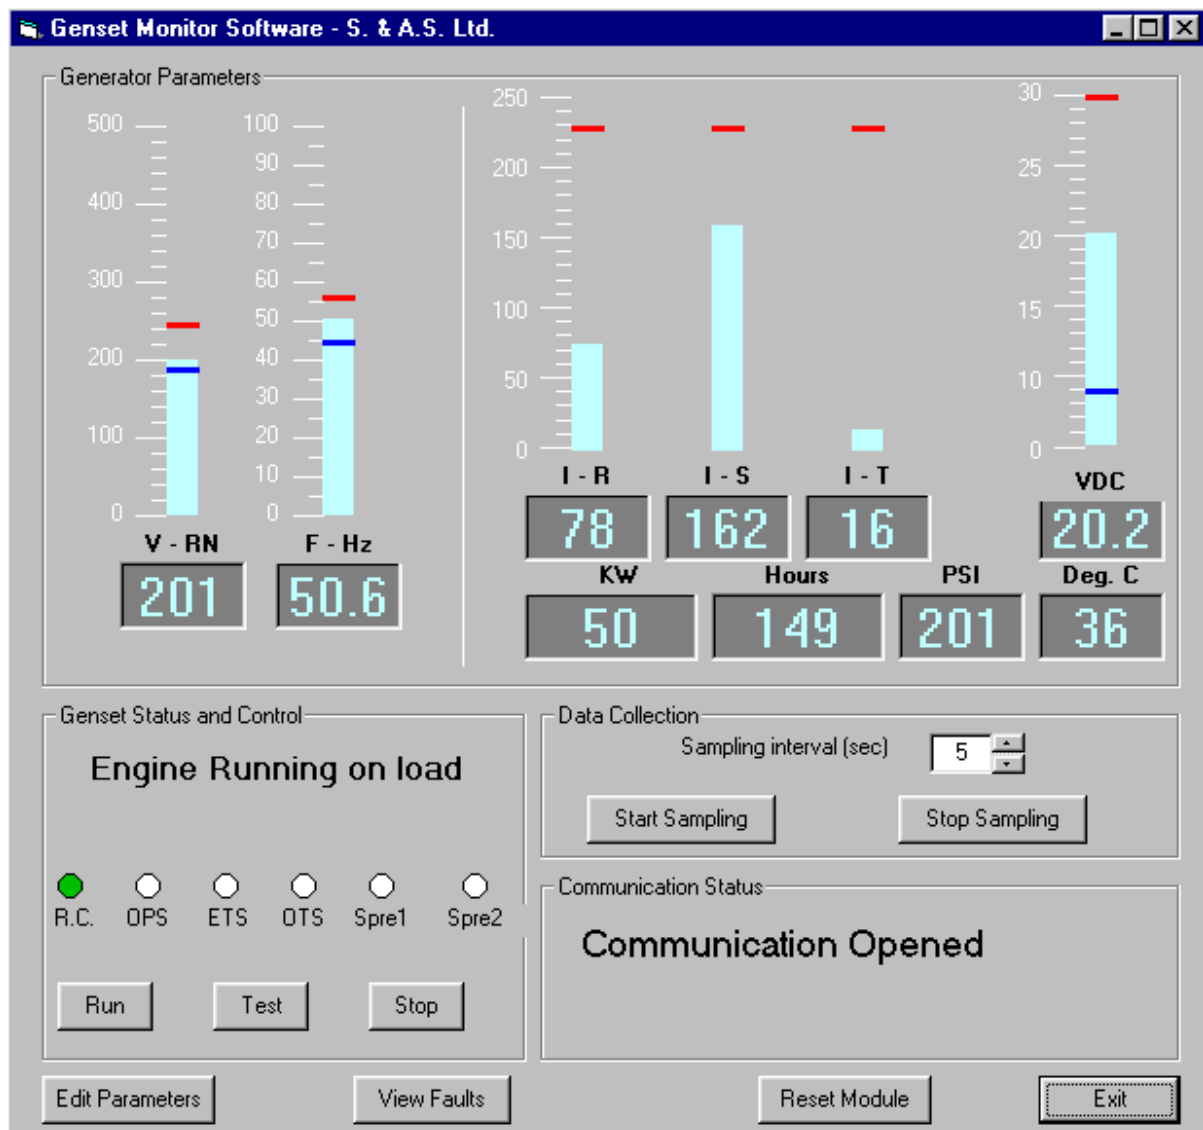 Genset Monitor Software - S. & A.S. Ltd.
Generator Parameters
500
400
300
200
100
0
V - RN
201
100
90
80
70
60
50
40
30
20
10
0
F - Hz
50.6
250
200
150
100
50
0
I - R
78
I - S
162
I - T
16
30
25
20
15
10
0
VDC
20.2
KW
50
Hours
149
PSI
201
Deg. C
36
Genset Status and Control
Engine Running on load
R.C. OPS ETS OTS Spre1 Spre2
Run Test Stop
Data Collection
Sampling interval (sec) 5
Start Sampling Stop Sampling
Communication Status
Communication Opened
Edit Parameters View Faults Reset Module Exit